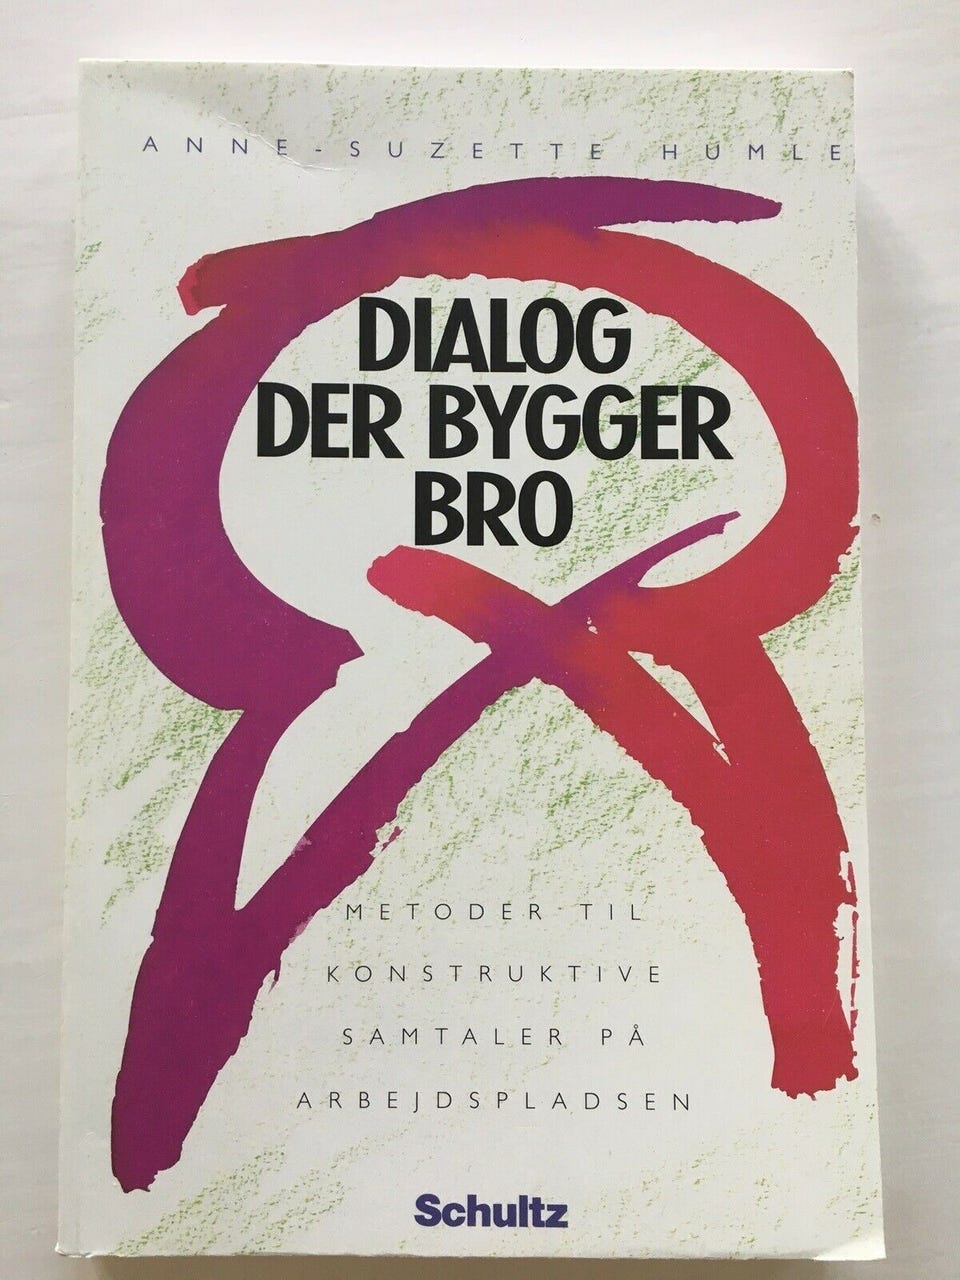 ANNE-SUZETTE HUMLE
DIALOG
DER BYGGER
BRO
METODER TIL
KONSTRUKTIVE
SAMTALER PÅ
ARBEJDSPLADSEN
Schultz